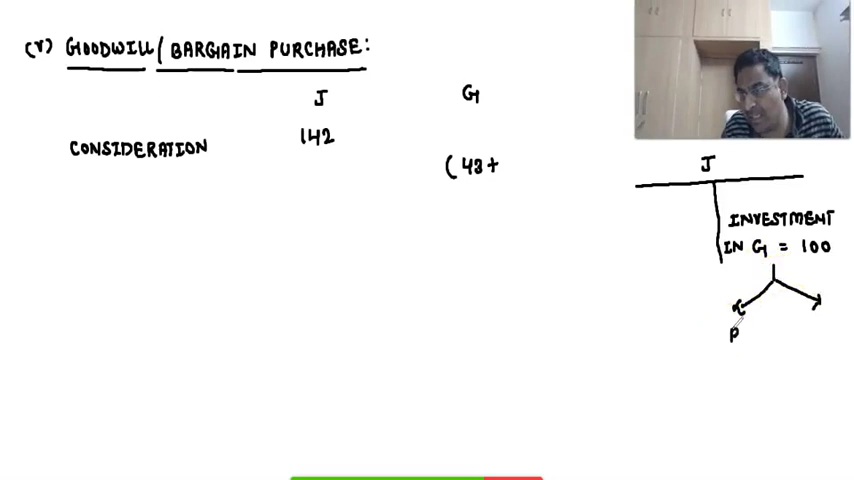 (V) GOODWILL / BARGAIN PURCHASE:
J G
CONSIDERATION 142
(43+
J
INVESTMENT
IN G = 100
P